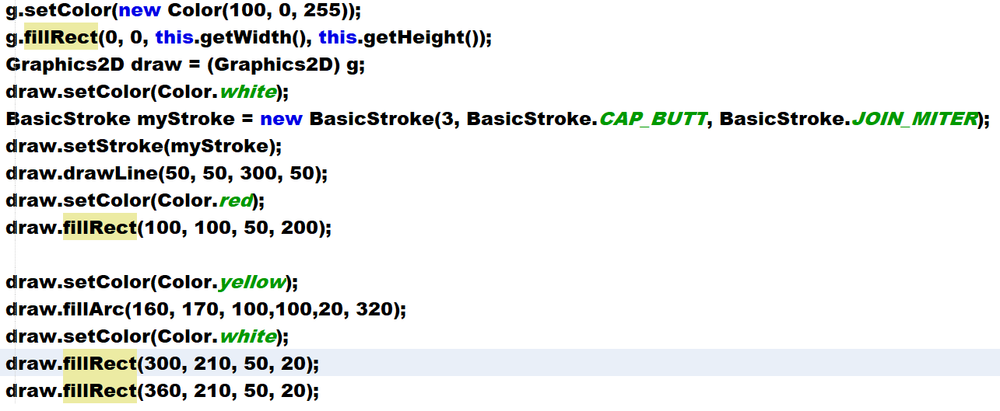 g.setColor(new Color(100, 0, 255));
g.fillRect(0, 0, this.getWidth(), this.getHeight());
Graphics2D draw = (Graphics2D) g;
draw.setColor(Color.white);
BasicStroke myStroke = new BasicStroke(3, BasicStroke.CAP_BUTT, BasicStroke.JOIN_MITER);
draw.setStroke(myStroke);
draw.drawLine(50, 50, 300, 50);
draw.setColor(Color.red);
draw.fillRect(100, 100, 50, 200);
draw.setColor(Color.yellow);
draw.fillArc(160, 170, 100,100,20, 320);
draw.setColor(Color.white);
draw.fillRect(300, 210, 50, 20);
draw.fillRect(360, 210, 50, 20);